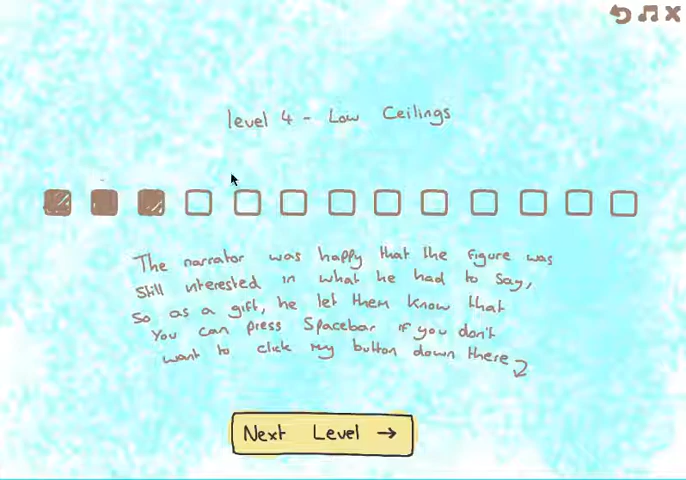 level 4 - Low Ceilings
The narrator was happy that the figure was
Still interested in what he had to say,
So as a gift, he let them know that
You can press Spacebar if you don't
want to click my button down there
Next Level →